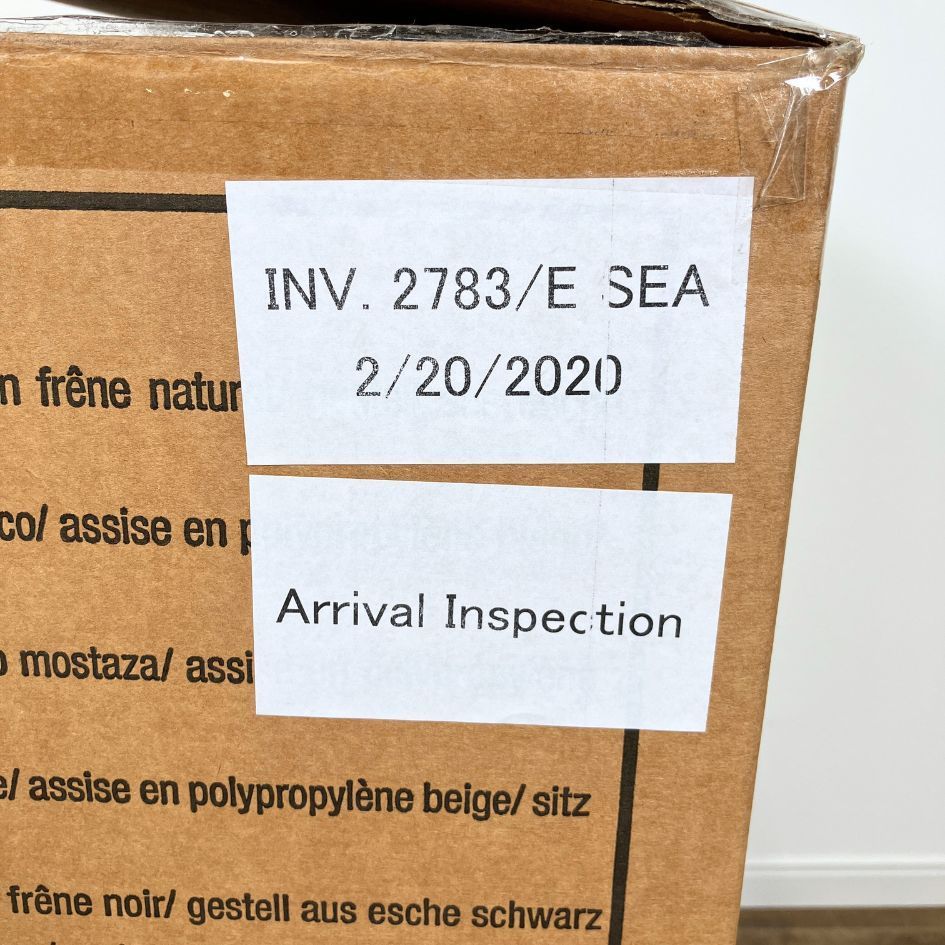 INV. 2783/E SEA
2/20/2020
n frêne natur
co/ assise en p
Arrival Inspection
o mostaza/ assi
e/ assise en polypropylène beige/ sitz
frêne noir/ gestell aus esche schwarz